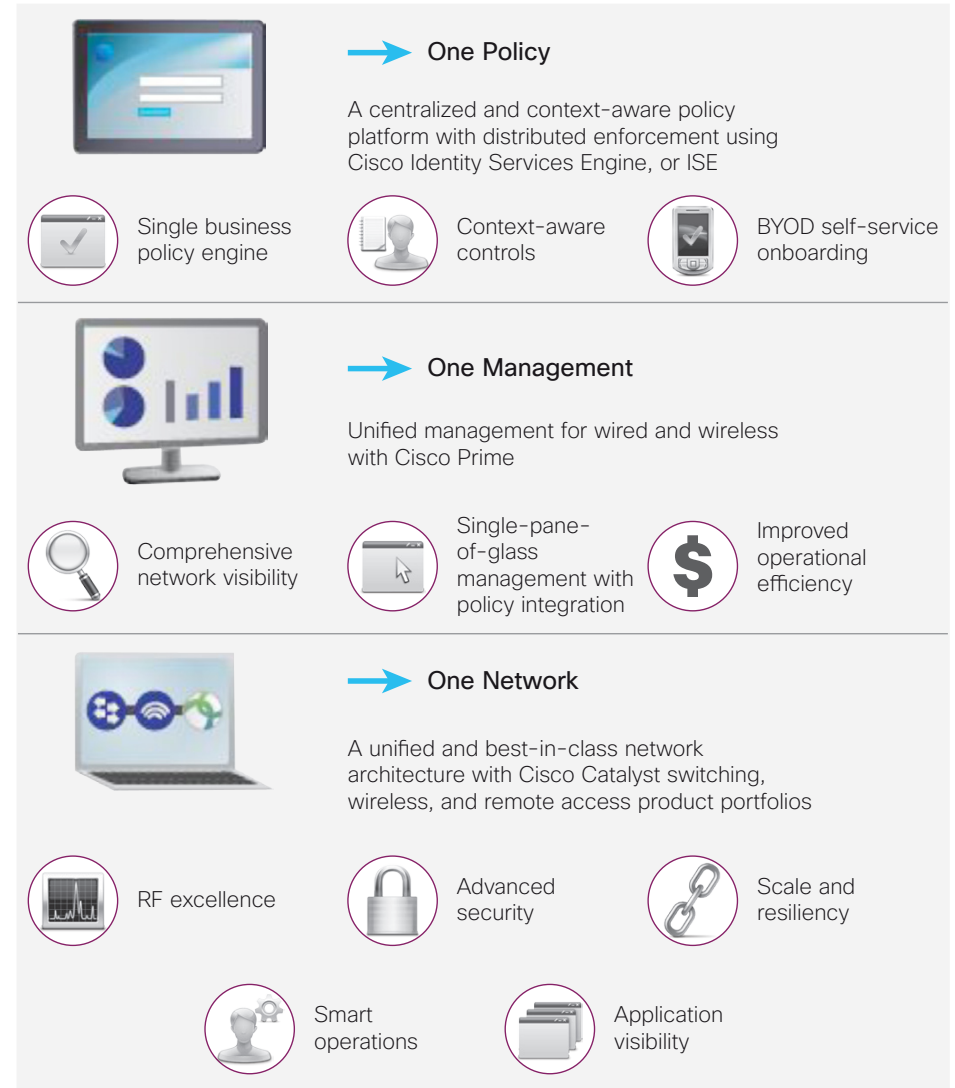 One Policy
A centralized and context-aware policy
platform with distributed enforcement using
Cisco Identity Services Engine, or ISE
Single business
policy engine
Context-aware
controls
BYOD self-service
onboarding
One Management
Unified management for wired and wireless
with Cisco Prime
Comprehensive
network visibility
Single-pane-
of-glass
management with
policy integration
$
Improved
operational
efficiency
One Network
A unified and best-in-class network
architecture with Cisco Catalyst switching,
wireless, and remote access product portfolios
RF excellence
Advanced
security
Scale and
resiliency
Smart
operations
Application
visibility